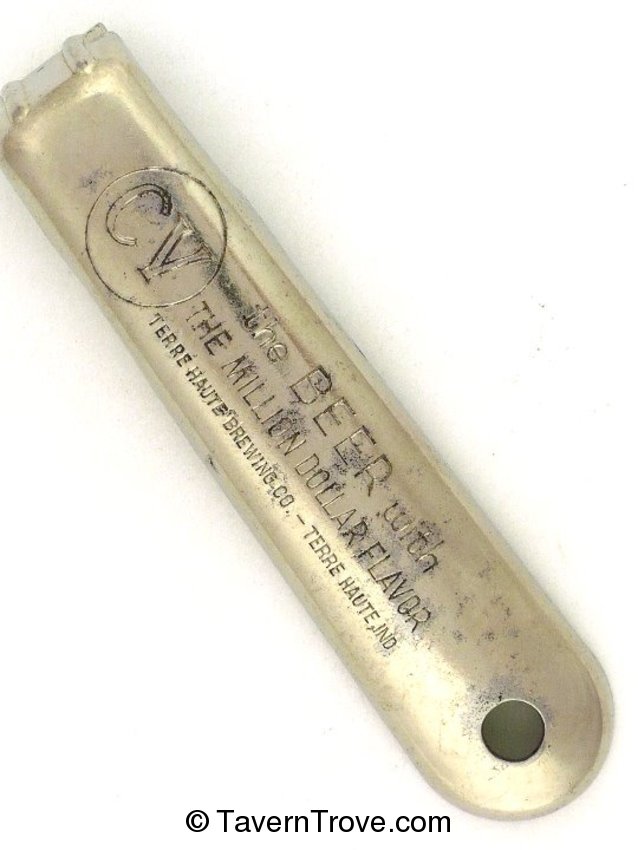 CV
the BEER with
THE MILLION DOLLAR FLAVOR
TERRE HAUTE BREWING CO. – TERRE HAUTE, IND.
© TavernTrove.com